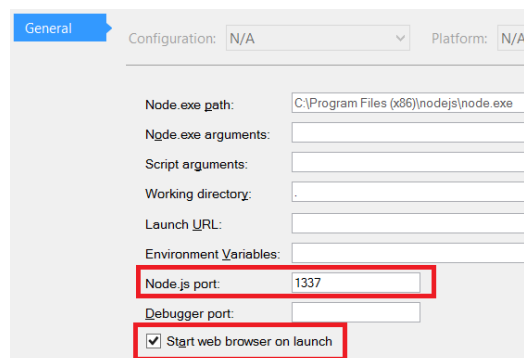 General
Configuration: N/A Platform: N/A
Node.exe path: C:\Program Files (x86)\nodejs\node.exe
Node.exe arguments:
Script arguments:
Working directory: .
Launch URL:
Environment Variables:
Node.js port: 1337
Debugger port:
Start web browser on launch